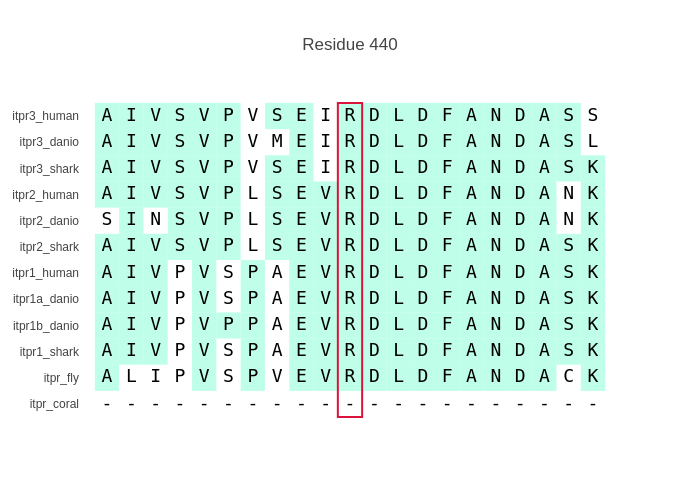 Residue 440
itpr3_human A I V S V P V S E I R D L D F A N D A S S
itpr3_danio A I V S V P V M E I R D L D F A N D A S L
itpr3_shark A I V S V P V S E I R D L D F A N D A S K
itpr2_human A I V S V P L S E V R D L D F A N D A N K
itpr2_danio S I N S V P L S E V R D L D F A N D A N K
itpr2_shark A I V S V P L S E V R D L D F A N D A S K
itpr1_human A I V P V S P A E V R D L D F A N D A S K
itpr1a_danio A I V P V S P A E V R D L D F A N D A S K
itpr1b_danio A I V P V P P A E V R D L D F A N D A S K
itpr1_shark A I V P V S P A E V R D L D F A N D A S K
itpr_fly A L I P V S P V E V R D L D F A N D A C K
itpr_coral - - - - - - - - - - - - - - - - - - - - -